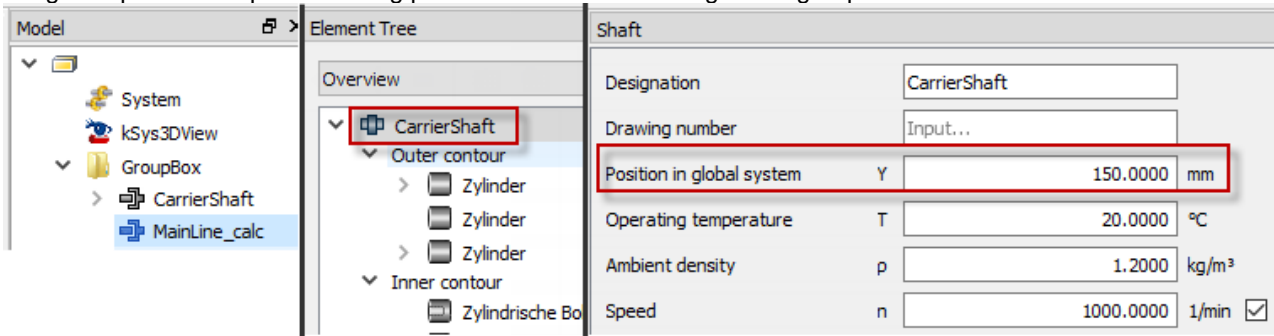 Model
System
kSys3DView
GroupBox
CarrierShaft
MainLine_calc
Element Tree
Overview
CarrierShaft
Outer contour
Zylinder
Zylinder
Zylinder
Inner contour
Zylindrische Bo
Shaft
Designation CarrierShaft
Drawing number Input...
Position in global system Y 150.0000 mm
Operating temperature T 20.0000 °C
Ambient density ρ 1.2000 kg/m³
Speed n 1000.0000 1/min